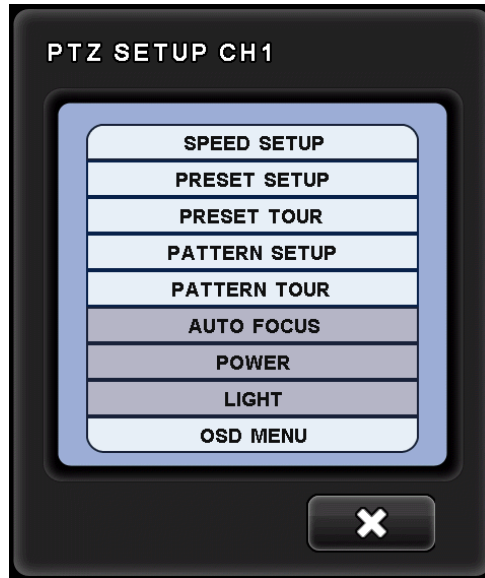 PTZ SETUP CH1
SPEED SETUP
PRESET SETUP
PRESET TOUR
PATTERN SETUP
PATTERN TOUR
AUTO FOCUS
POWER
LIGHT
OSD MENU